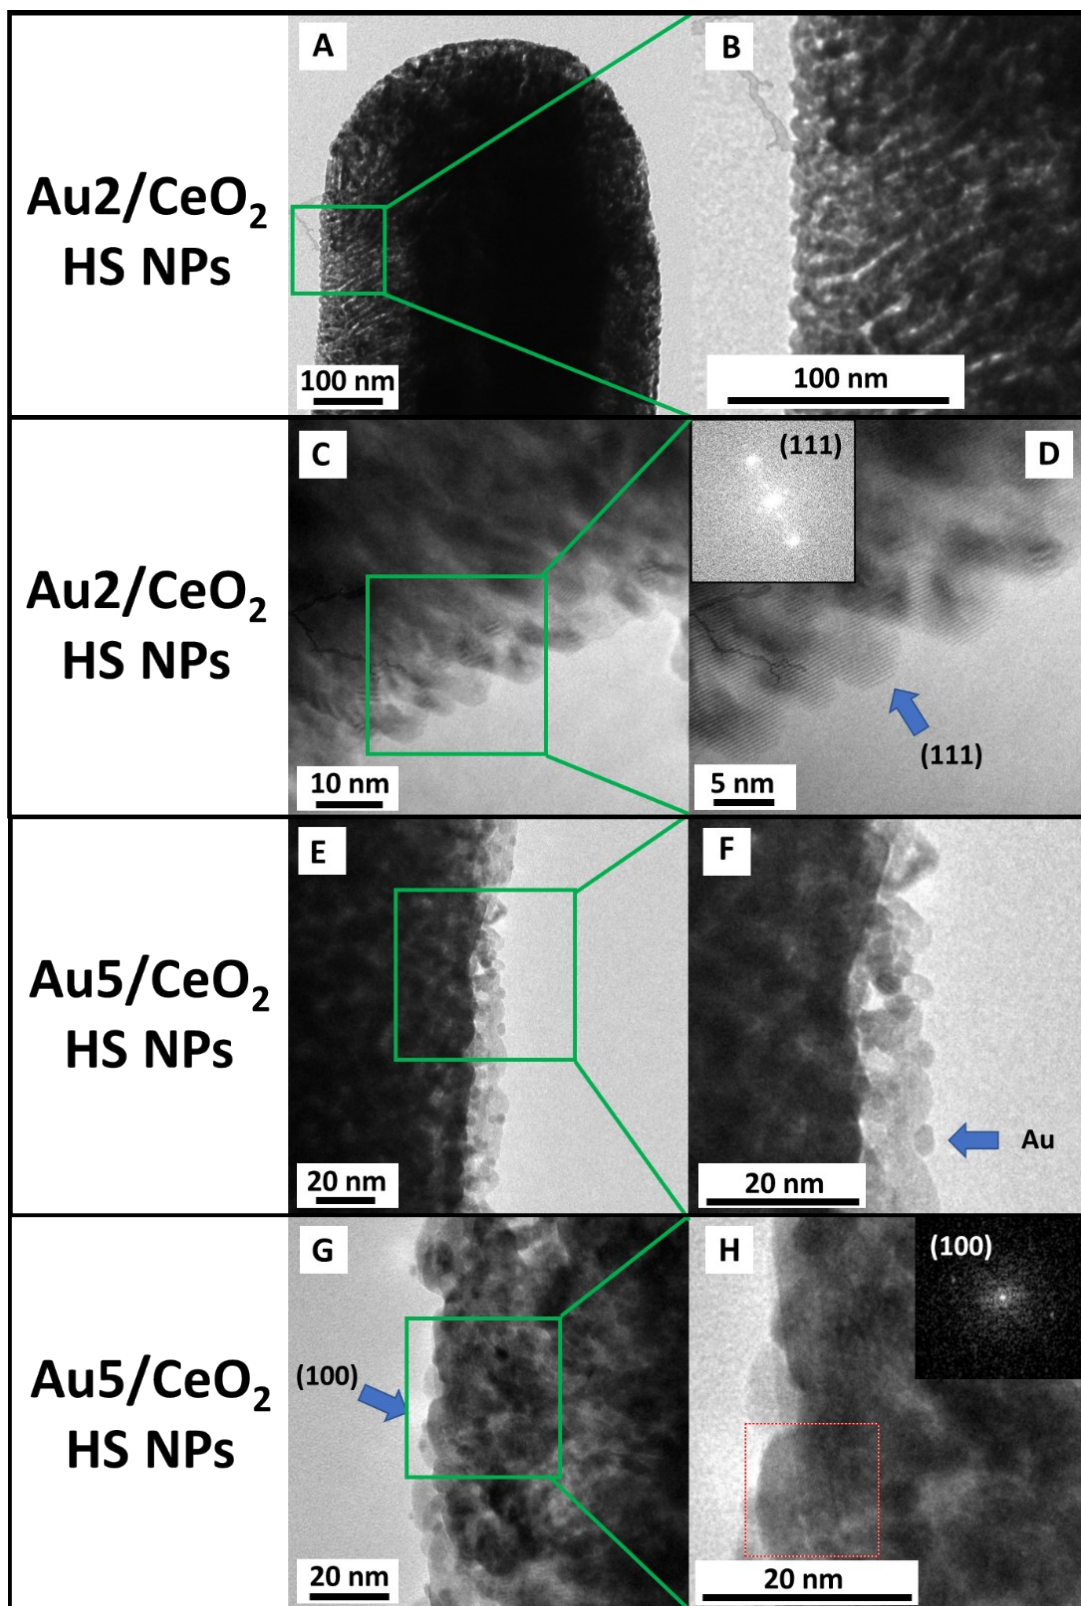 Au2/CeO₂
HS NPs
A
100 nm
B
100 nm
Au2/CeO₂
HS NPs
C
10 nm
(111)
D
(111)
5 nm
Au5/CeO₂
HS NPs
E
20 nm
F
Au
20 nm
Au5/CeO₂
HS NPs
G
(100)
20 nm
H
(100)
20 nm